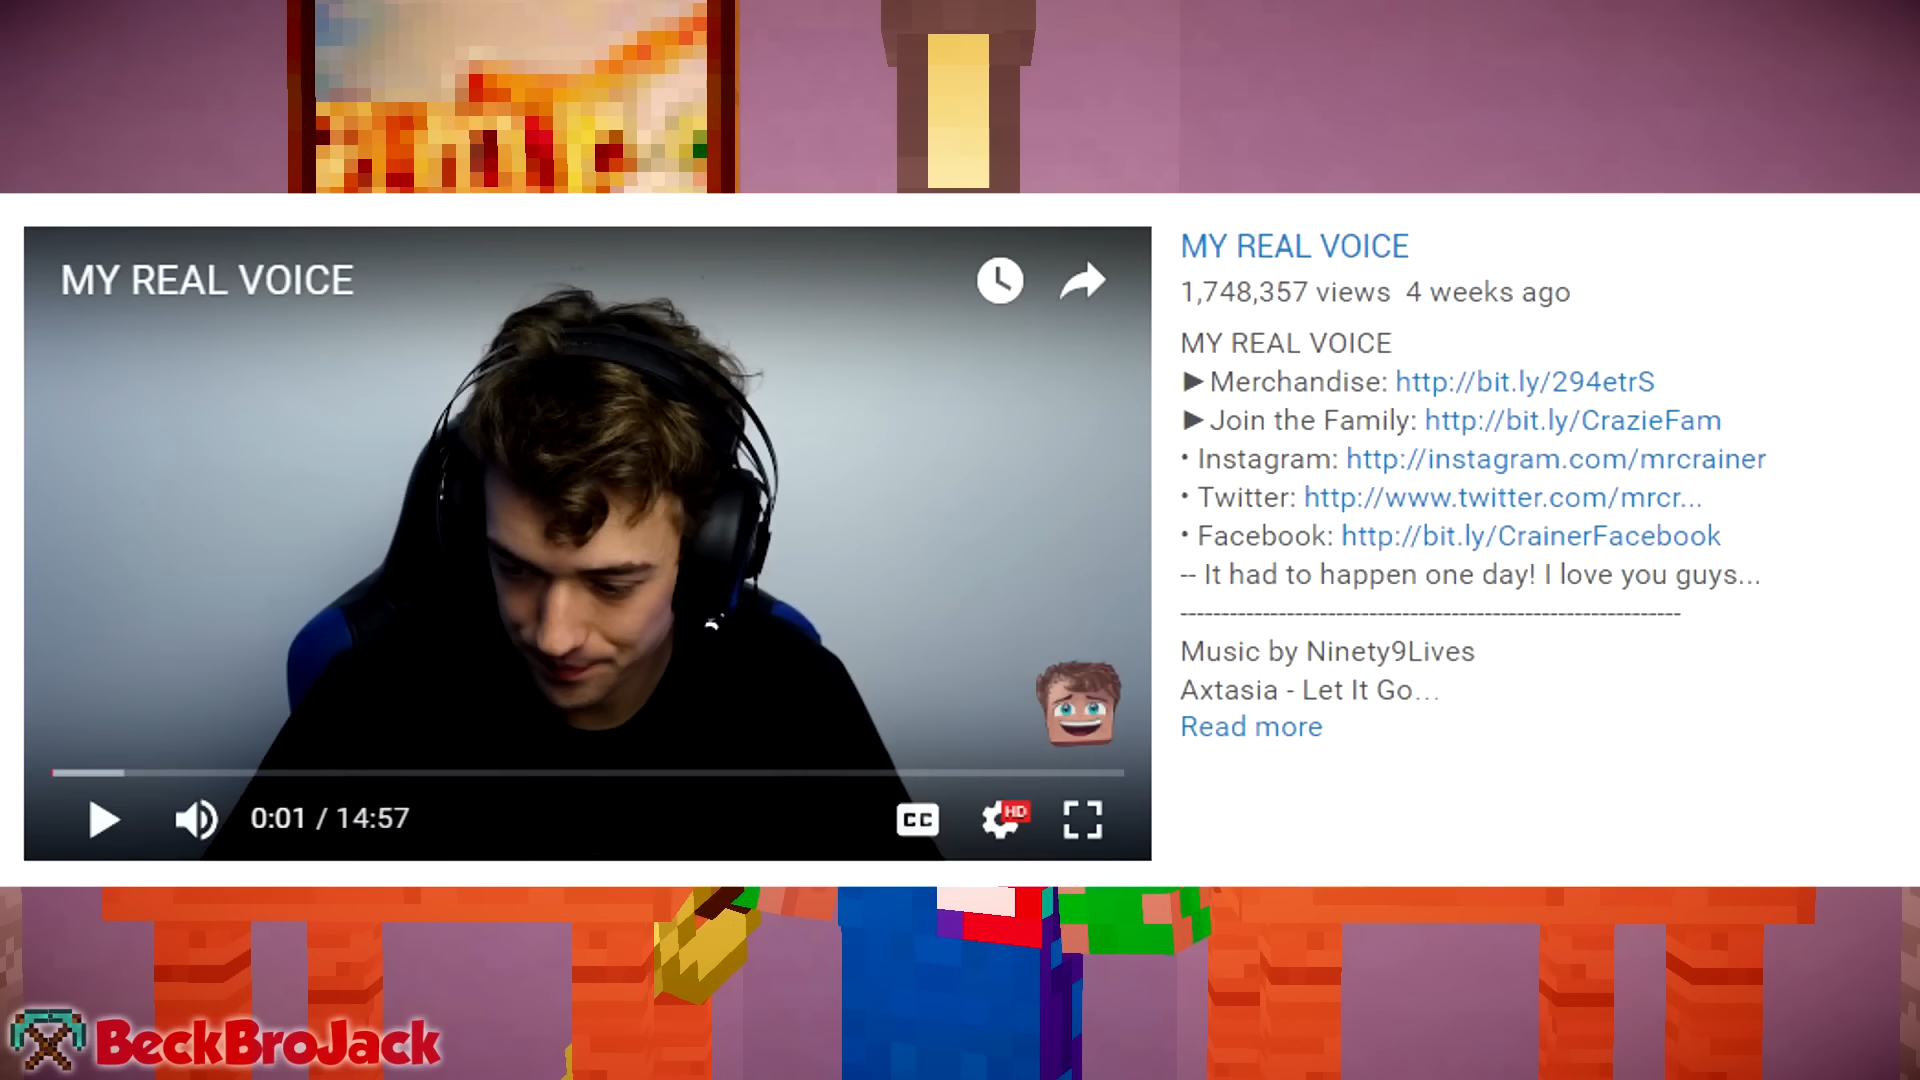 MY REAL VOICE
0:01 / 14:57
CC
HD
MY REAL VOICE
1,748,357 views 4 weeks ago
MY REAL VOICE
►Merchandise: http://bit.ly/294etrS
►Join the Family: http://bit.ly/CrazieFam
• Instagram: http://instagram.com/mrcrainer
• Twitter: http://www.twitter.com/mrcr...
• Facebook: http://bit.ly/CrainerFacebook
-- It had to happen one day! I love you guys...
-------------------------------------------------------------
Music by Ninety9Lives
Axtasia - Let It Go...
Read more
BeckBroJack